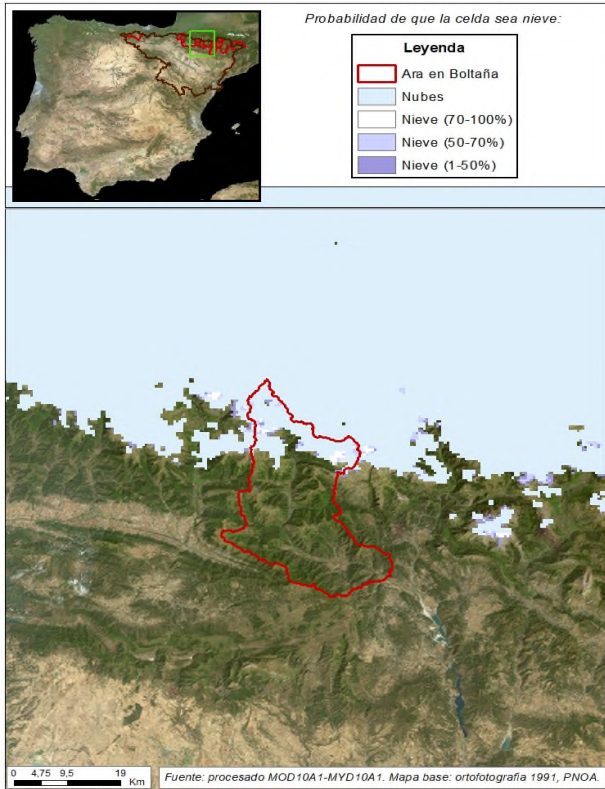 Probabilidad de que la celda sea nieve:
Leyenda
Ara en Boltaña
Nubes
Nieve (70-100%)
Nieve (50-70%)
Nieve (1-50%)
0 4,75 9,5 19
Km
Fuente: procesado MOD10A1-MYD10A1. Mapa base: ortofotografía 1991, PNOA.